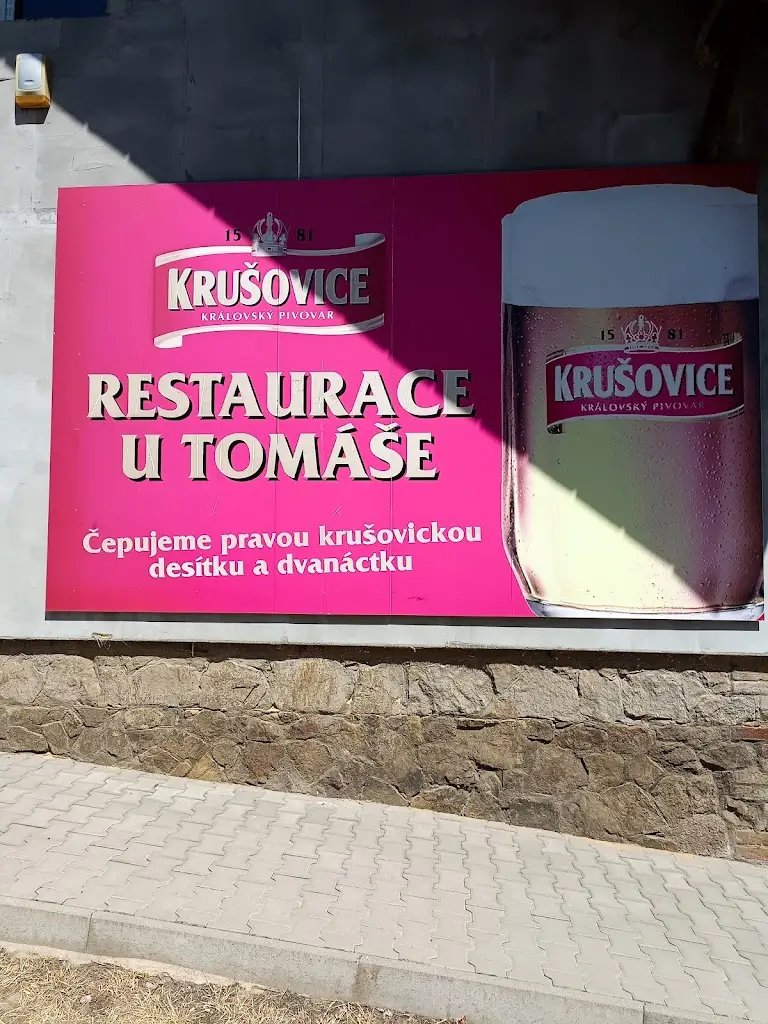 15 81
KRUŠOVICE
KRÁLOVSKÝ PIVOVAR
RESTAURACE
U TOMÁŠE
Čepujeme pravou krušovickou
desítku a dvanáctku
15 81
KRUŠOVICE
KRÁLOVSKÝ PIVOVAR